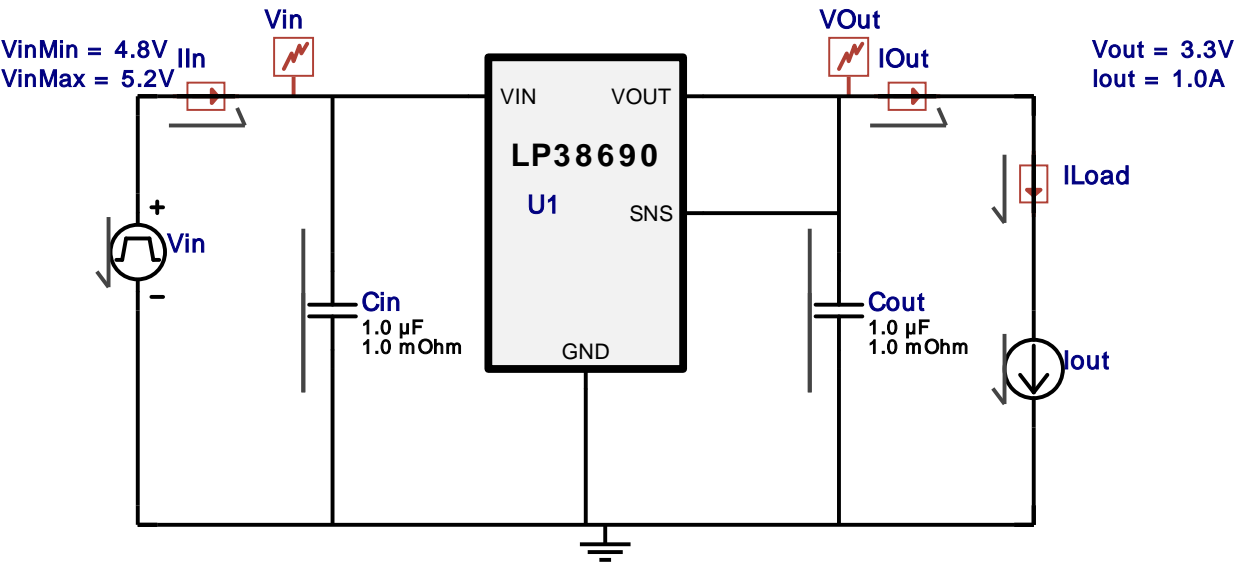 Vin
VinMin = 4.8V
VinMax = 5.2V
IIn
VOut
IOut
Vout = 3.3V
Iout = 1.0A
VIN
VOUT
LP38690
U1
SNS
GND
ILoad
+
Vin
−
Cin
1.0 µF
1.0 mOhm
Cout
1.0 µF
1.0 mOhm
Iout